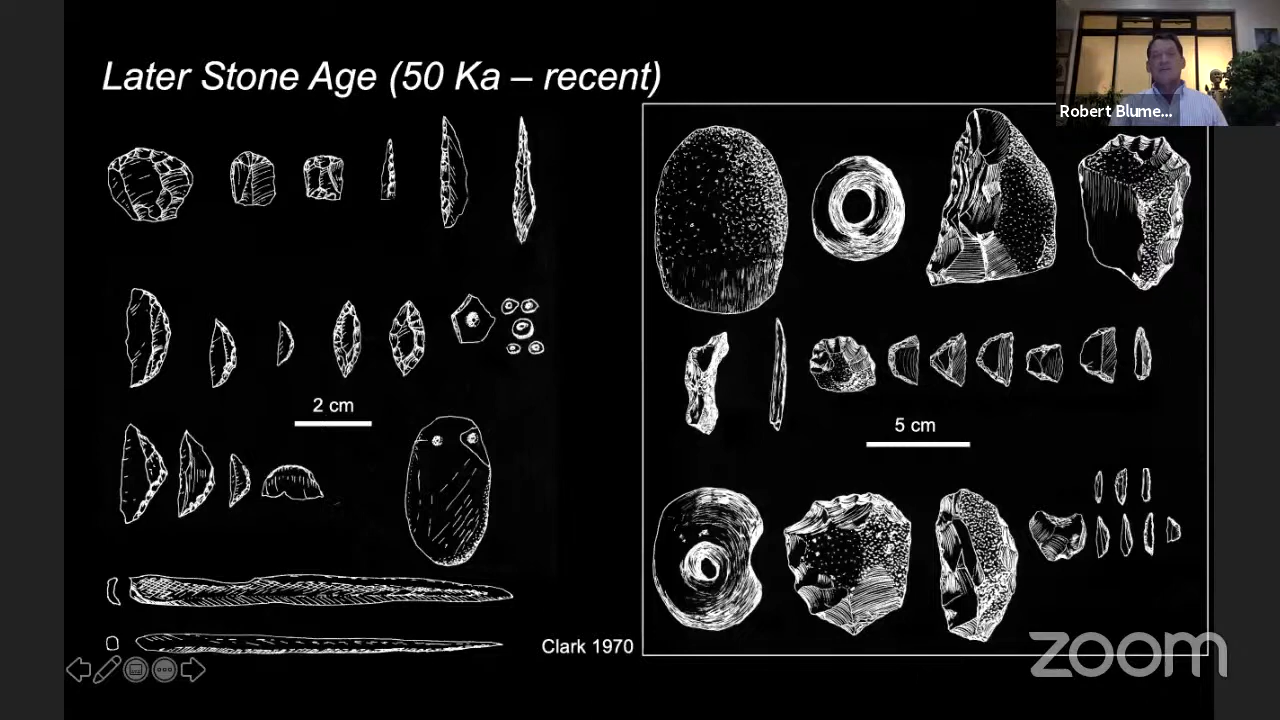 Later Stone Age (50 Ka – recent)
Robert Blume...
2 cm
5 cm
Clark 1970
zoom